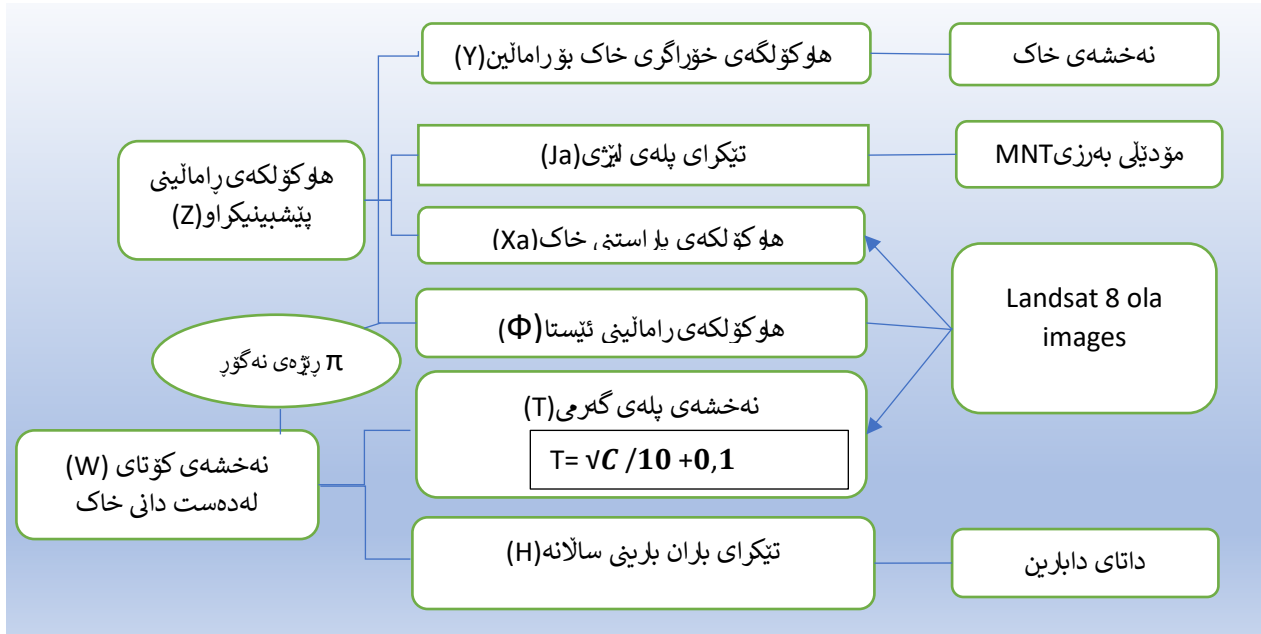 هاوکۆلگەی خۆراگری خاک بۆ راماڵین(Y)
نەخشەی خاک
تێکرای پلەی لێژی(Ja)
مۆدێلی بەرزیMNT
هاوکۆلکەی ڕاماڵینی
پێشبینیکراو(Z)
هاوکۆلکەی پاراستنی خاک(Xa)
Landsat 8 ola
images
هاوکۆلکەی راماڵینی ئێستا(Φ)
π ڕێژەی نەگۆڕ
نەخشەی پلەی گەرمی(T)
T= √C /10 +0,1
نەخشەی کۆتای (W)
لەدەست دانی خاک
تێکرای باران بارینی ساڵانە(H)
داتای دابارین